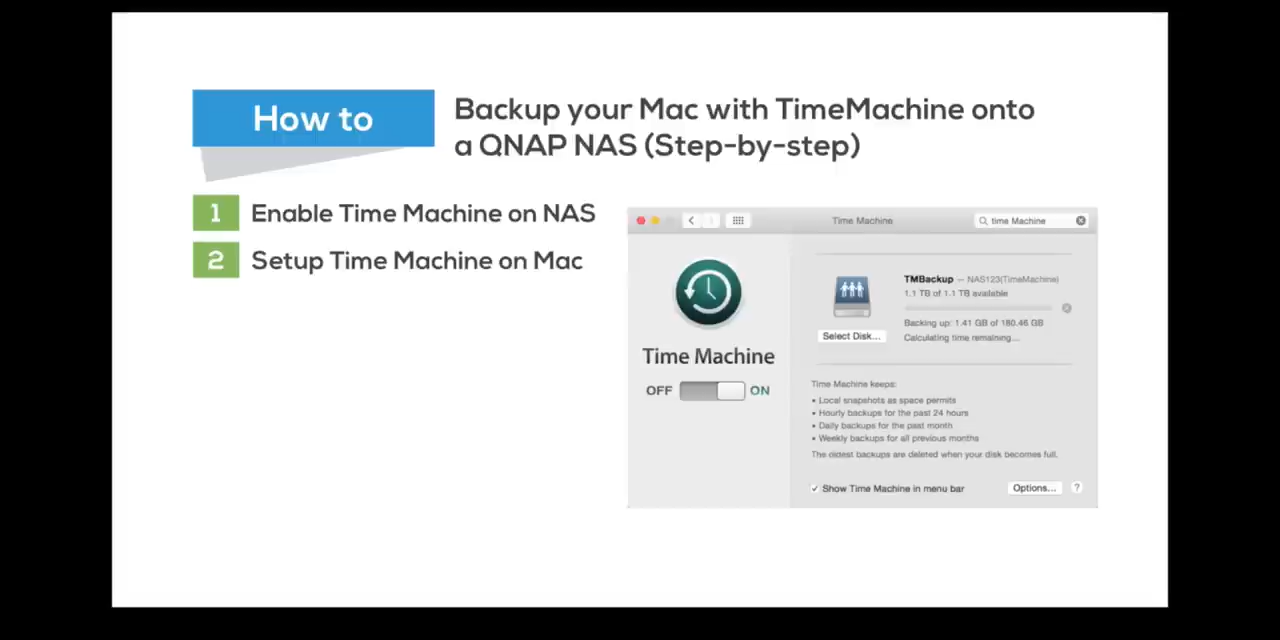 How to
Backup your Mac with TimeMachine onto
a QNAP NAS (Step-by-step)
1 Enable Time Machine on NAS
2 Setup Time Machine on Mac
Time Machine
time Machine
Time Machine
OFF ON
Select Disk...
TMBackup – NAS123(TimeMachine)
1.1 TB of 1.1 TB available
Backing up: 1.41 GB of 180.46 GB
Calculating time remaining...
Time Machine keeps:
• Local snapshots as space permits
• Hourly backups for the past 24 hours
• Daily backups for the past month
• Weekly backups for all previous months
The oldest backups are deleted when your disk becomes full.
Show Time Machine in menu bar
Options...
?